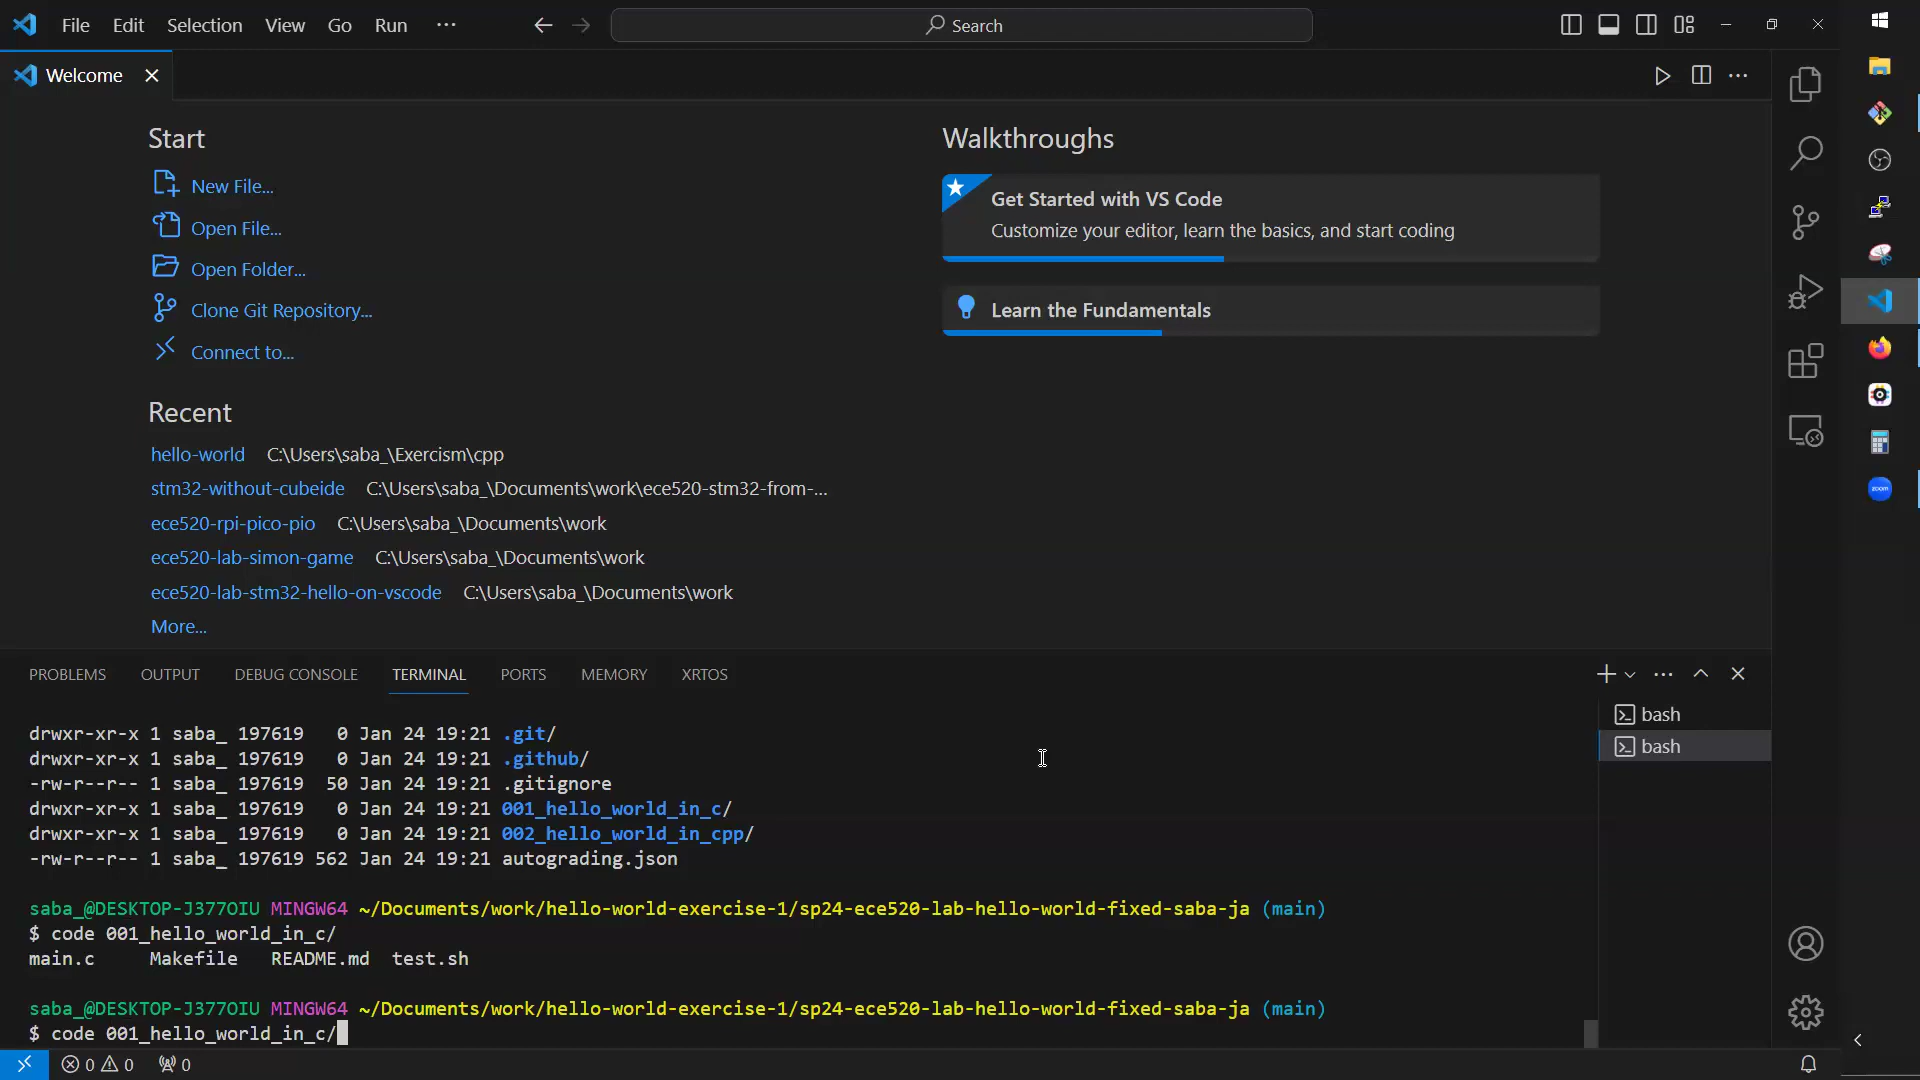 File Edit Selection View Go Run ··· Search
Welcome
Start
New File...
Open File...
Open Folder...
Clone Git Repository...
Connect to...
Recent
hello-world C:\Users\saba_\Exercism\cpp
stm32-without-cubeide C:\Users\saba_\Documents\work\ece520-stm32-from-...
ece520-rpi-pico-pio C:\Users\saba_\Documents\work
ece520-lab-simon-game C:\Users\saba_\Documents\work
ece520-lab-stm32-hello-on-vscode C:\Users\saba_\Documents\work
More...
Walkthroughs
Get Started with VS Code
Customize your editor, learn the basics, and start coding
Learn the Fundamentals
PROBLEMS OUTPUT DEBUG CONSOLE TERMINAL PORTS MEMORY XRTOS
drwxr-xr-x 1 saba_ 197619   0 Jan 24 19:21 .git/
drwxr-xr-x 1 saba_ 197619   0 Jan 24 19:21 .github/
-rw-r--r-- 1 saba_ 197619  50 Jan 24 19:21 .gitignore
drwxr-xr-x 1 saba_ 197619   0 Jan 24 19:21 001_hello_world_in_c/
drwxr-xr-x 1 saba_ 197619   0 Jan 24 19:21 002_hello_world_in_cpp/
-rw-r--r-- 1 saba_ 197619 562 Jan 24 19:21 autograding.json
saba_@DESKTOP-J377OIU MINGW64 ~/Documents/work/hello-world-exercise-1/sp24-ece520-lab-hello-world-fixed-saba-ja (main)
$ code 001_hello_world_in_c/
main.c     Makefile   README.md  test.sh
saba_@DESKTOP-J377OIU MINGW64 ~/Documents/work/hello-world-exercise-1/sp24-ece520-lab-hello-world-fixed-saba-ja (main)
$ code 001_hello_world_in_c/
bash
bash
0 0 0
zoom